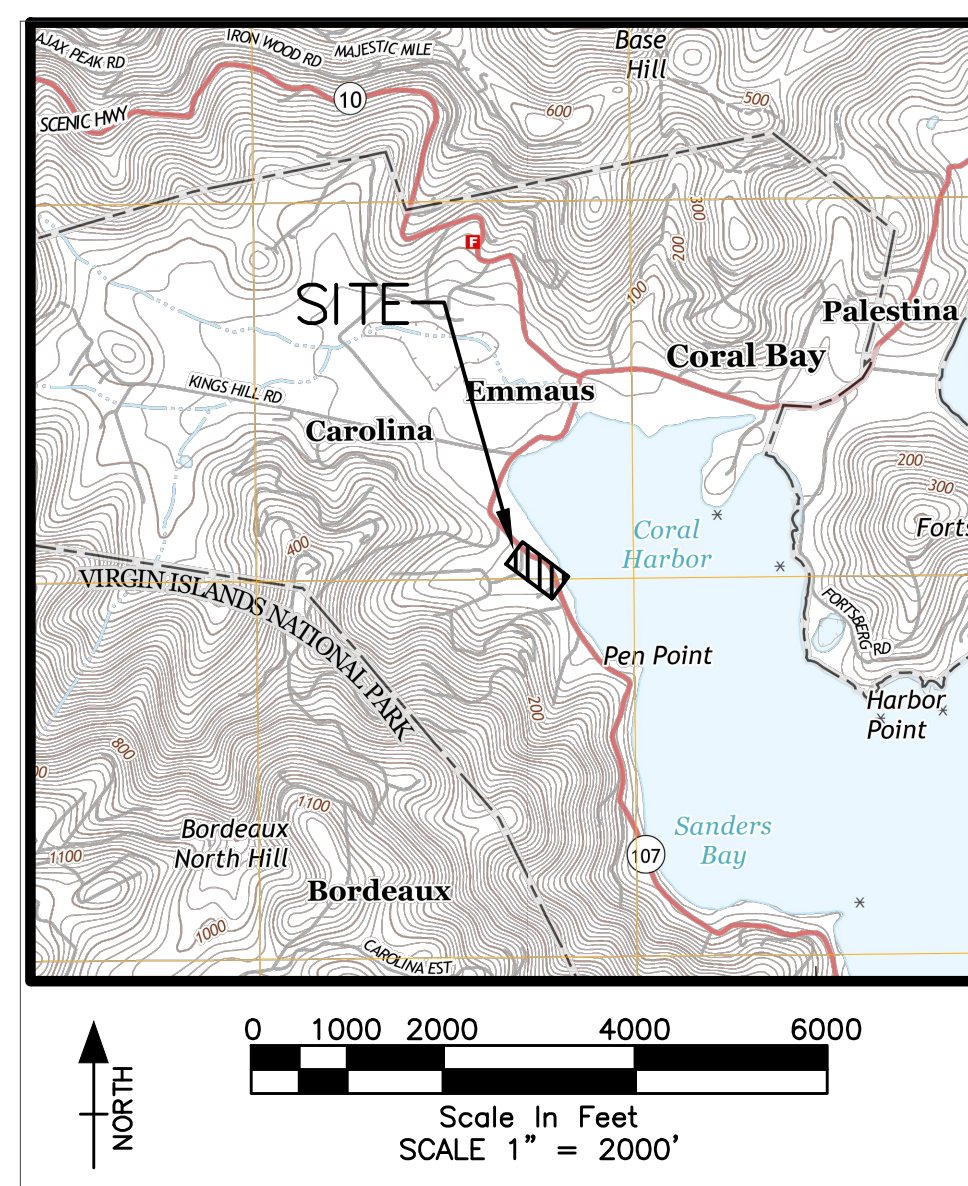 AJAX PEAK RD
IRON WOOD RD
MAJESTIC MILE
Base
Hill
10
SCENIC HWY
600
500
300
200
100
F
SITE
Palestina
Coral Bay
Emmaus
KINGS HILL RD
Carolina
200
300
Coral
Harbor
Forts
400
VIRGIN ISLANDS NATIONAL PARK
FORTSBERG RD
Pen Point
200
Harbor
Point
800
00
1100
Bordeaux
North Hill
1100
Sanders
Bay
107
Bordeaux
1000
CAROLINA EST
0 1000 2000 4000 6000
NORTH
Scale In Feet
SCALE 1" = 2000'